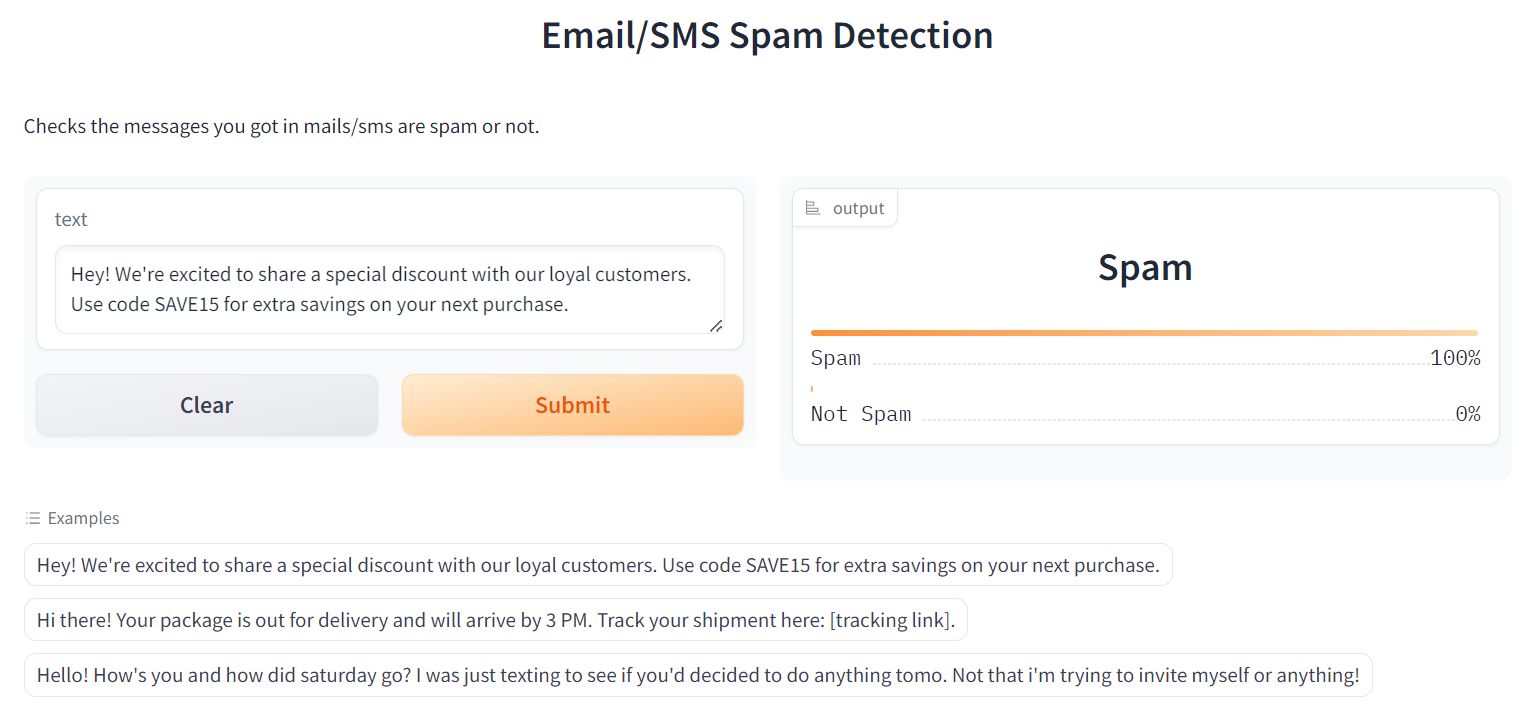 Email/SMS Spam Detection
Checks the messages you got in mails/sms are spam or not.
text
Hey! We're excited to share a special discount with our loyal customers.
Use code SAVE15 for extra savings on your next purchase.
Clear
Submit
output
Spam
Spam 100%
Not Spam 0%
Examples
Hey! We're excited to share a special discount with our loyal customers. Use code SAVE15 for extra savings on your next purchase.
Hi there! Your package is out for delivery and will arrive by 3 PM. Track your shipment here: [tracking link].
Hello! How's you and how did saturday go? I was just texting to see if you'd decided to do anything tomo. Not that i'm trying to invite myself or anything!